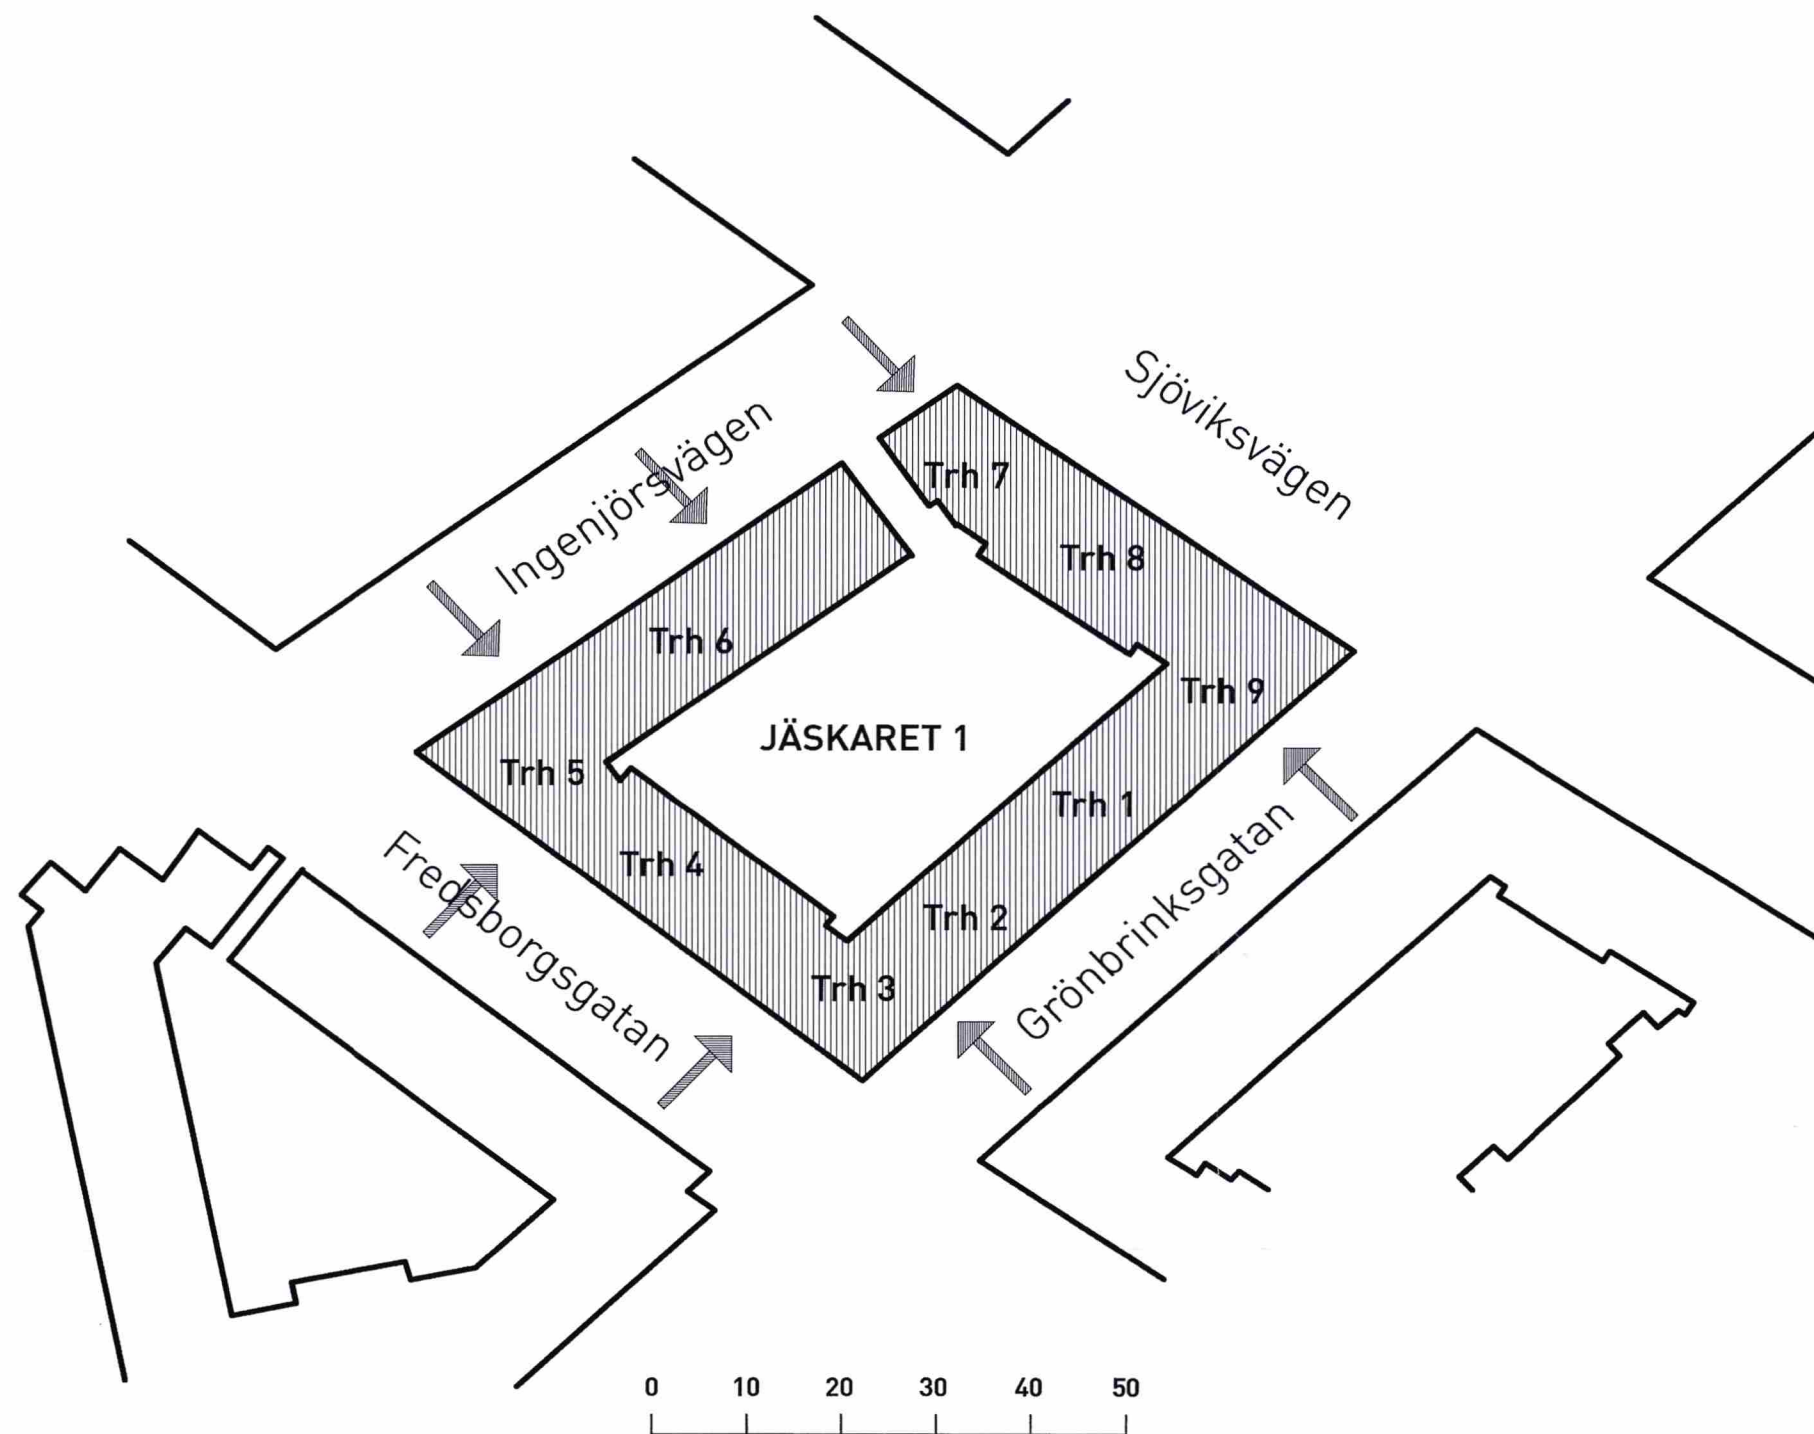 Sjöviksvägen
Ingenjörsvägen
Trh 7
Trh 8
Trh 6
Trh 9
JÄSKARET 1
Trh 5
Trh 1
Trh 4
Trh 2
Fredsborgsgatan
Grönbrinksgatan
Trh 3
0 10 20 30 40 50